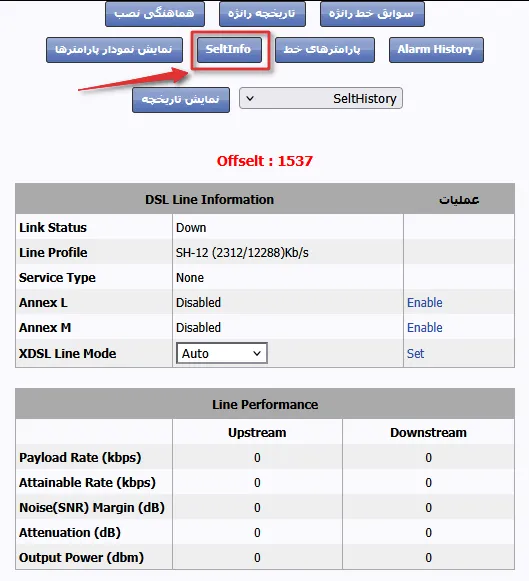 سوابق خط رانژه تاریخچه رانژه هماهنگی نصب
Alarm History پارامترهای خط SeltInfo نمایش نمودار پارامترها
SeltHistory نمایش تاریخچه
Offselt : 1537
DSL Line Information عملیات
Link Status Down
Line Profile SH-12 (2312/12288)Kb/s
Service Type None
Annex L Disabled Enable
Annex M Disabled Enable
XDSL Line Mode Auto Set
Line Performance
Upstream Downstream
Payload Rate (kbps) 0 0
Attainable Rate (kbps) 0 0
Noise(SNR) Margin (dB) 0 0
Attenuation (dB) 0 0
Output Power (dbm) 0 0